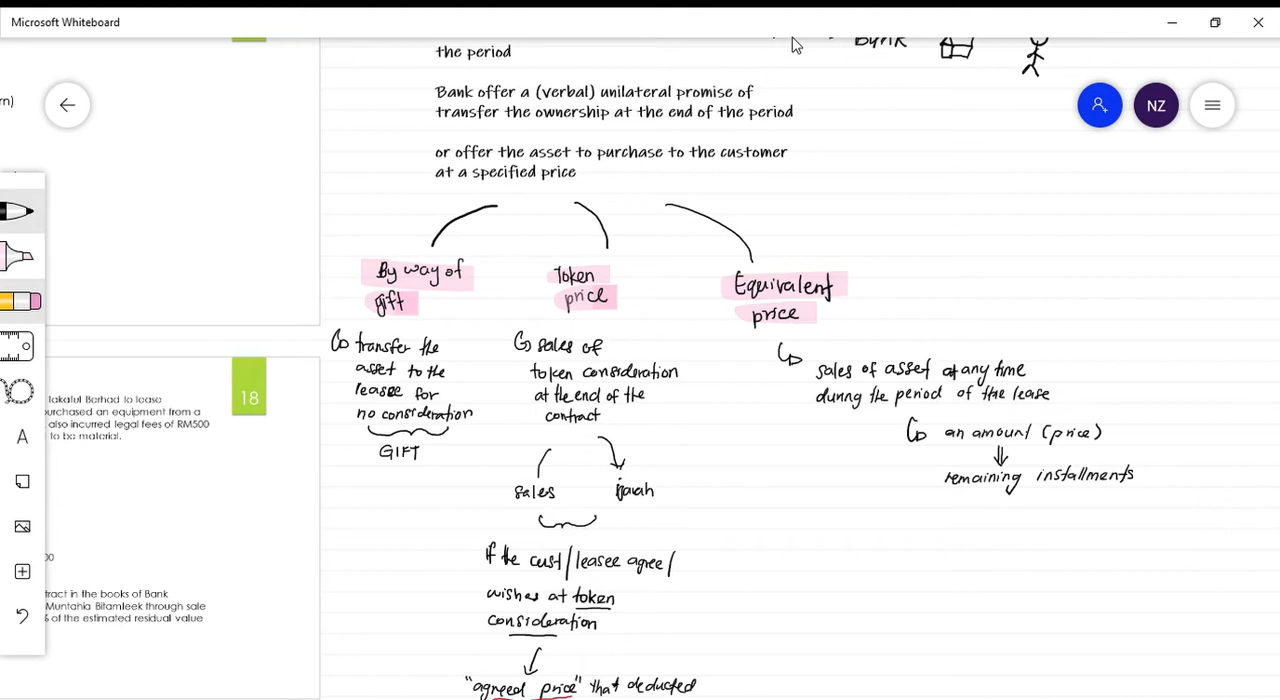 Microsoft Whiteboard
Bank
the period
Bank offer a (verbal) unilateral promise of
transfer the ownership at the end of the period
or offer the asset to purchase to the customer
at a specified price
rn)
NZ
By way of
gift
Token
price
Equivalent
price
transfer the
asset to the
leasee for
no consideration
GIFT
sales of
token consideration
at the end of the
contract
sales
ijarah
if the cust/leasee agree/
wishes at token
consideration
"agreed price" that deducted
sales of asset at any time
during the period of the lease
an amount (price)
remaining installments
18
Takaful Berhad to lease
urchased an equipment from a
also incurred legal fees of RM500
to be material.
00
tract in the books of Bank
Muntahia Bitamleek through sale
% of the estimated residual value
A